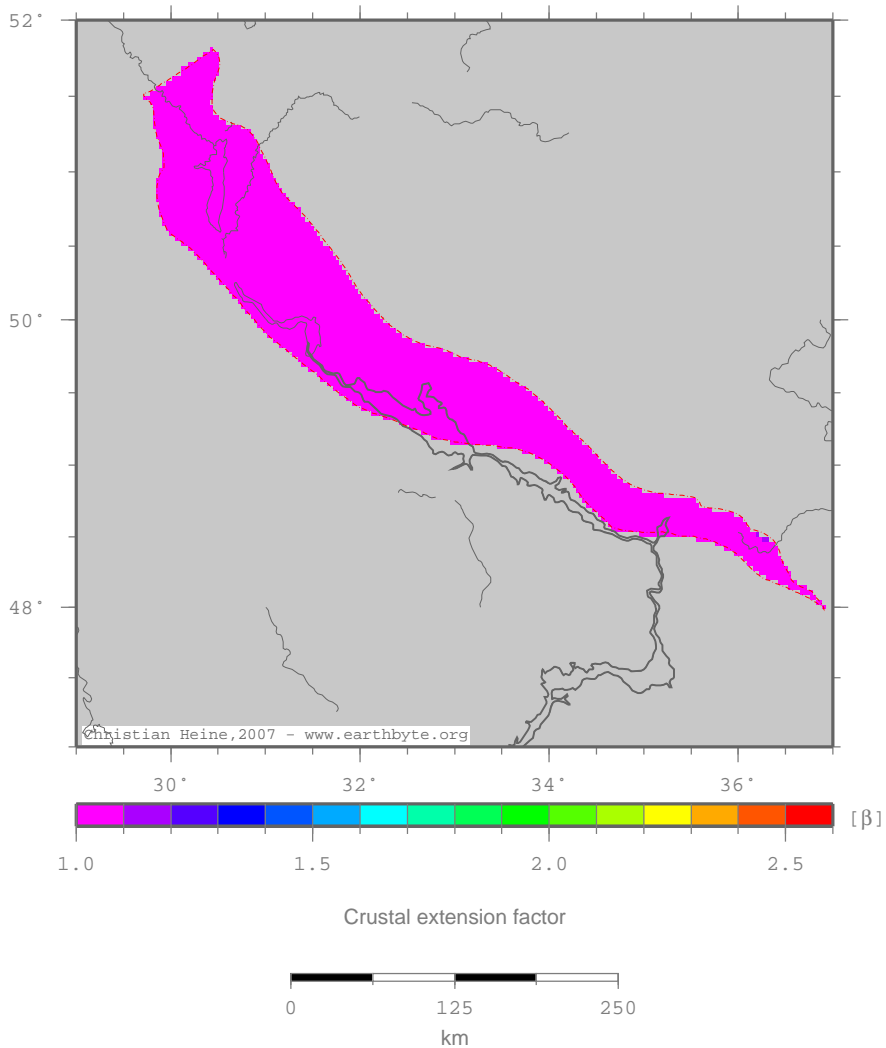 52°
50°
48°
Christian Heine,2007 - www.earthbyte.org
30° 32° 34° 36°
[β]
1.0 1.5 2.0 2.5
Crustal extension factor
0 125 250
km